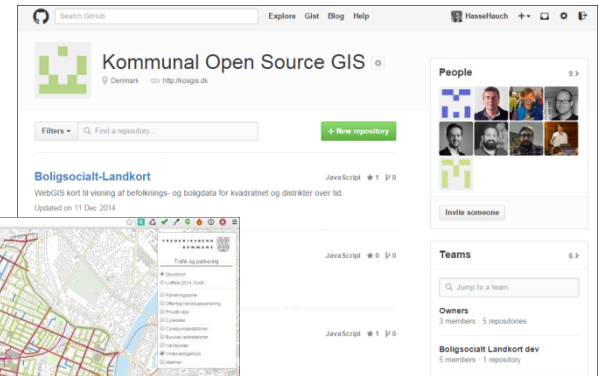 Search GitHub
Explore Gist Blog Help
HasseHauch
Kommunal Open Source GIS
Denmark http://kosgis.dk
Filters
Find a repository...
+ New repository
Boligsocialt-Landkort
JavaScript 1 0
WebGIS kort til visning af befolknings- og boligdata for kvadratnet og distrikter over tid.
Updated on 11 Dec 2014
JavaScript 0 0
JavaScript 1 0
People 9 >
Invite someone
Teams 6 >
Jump to a team
Owners
3 members · 5 repositories
Boligsocialt Landkort dev
5 members · 1 repository
FREDERIKSBERG
KOMMUNE
Trafik og parkering
Grundkort
Parkeringszone
Offentlig handicapparkering
Private veje
Cykelstier